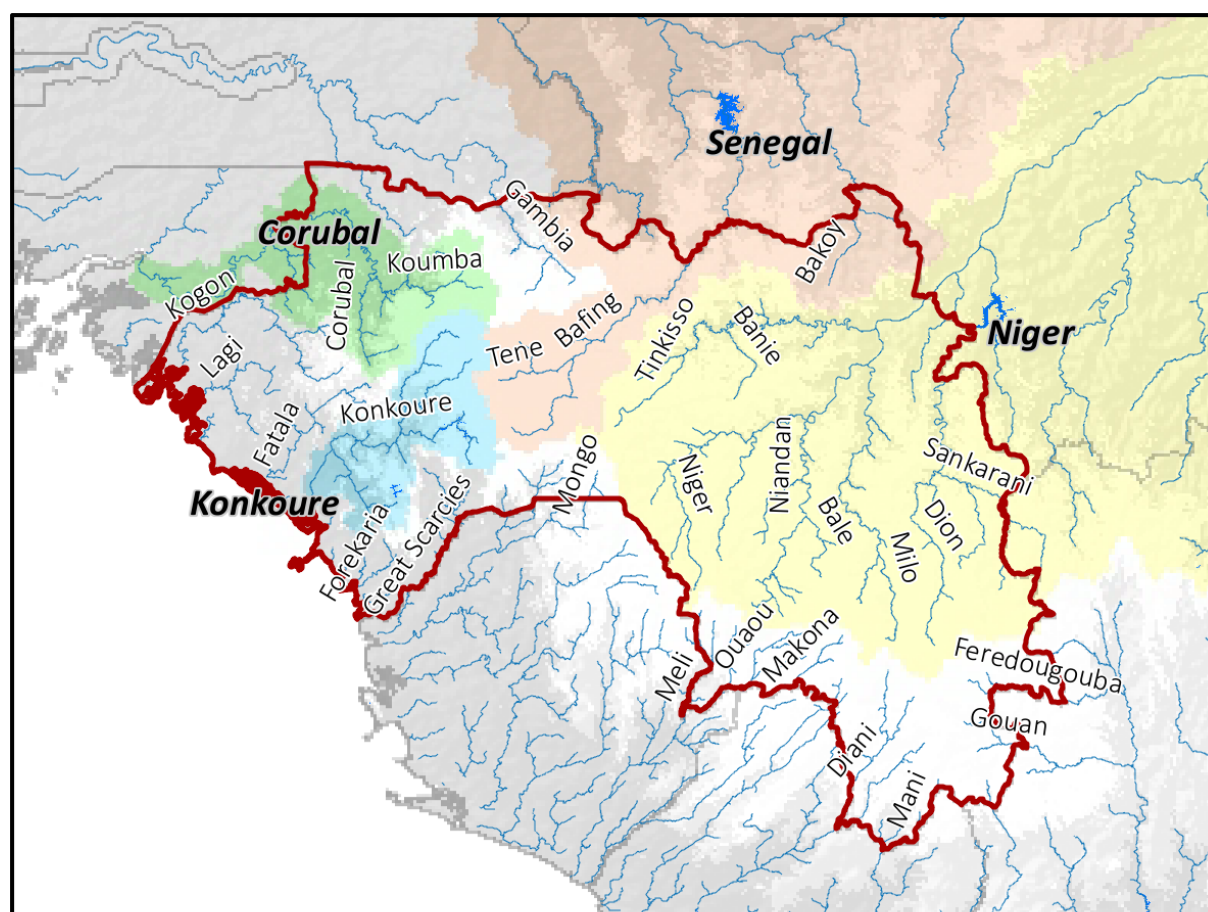 Senegal
Gambia
Corubal
Koumba
Bakoy
Kogon
Corubal
Tinkisso
Banie
Niger
Tene Bafing
Lagi
Konkoure
Fatala
Mongo
Niger
Niandan
Sankarani
Konkoure
Bale
Dion
Milo
Forekaria
Great Scarcies
Ouaou
Makona
Meli
Feredougouba
Gouan
Diani
Mani